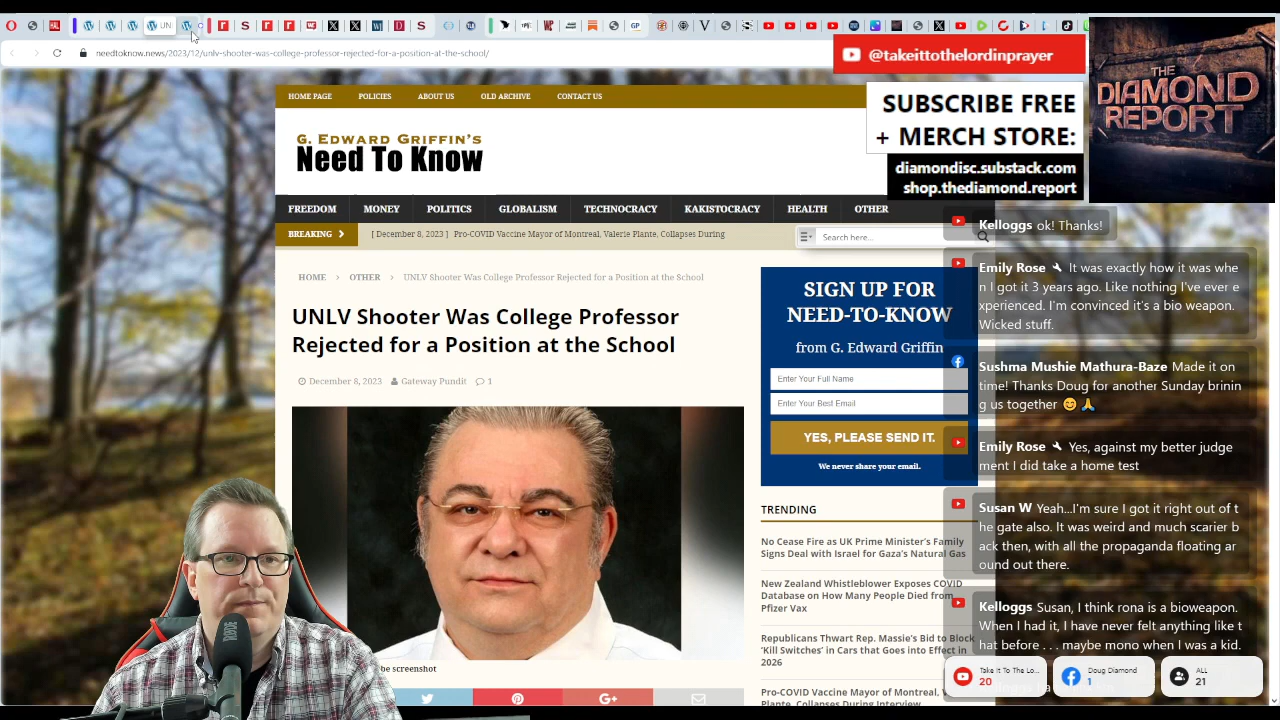 UN
GP
needtoknow.news/2023/12/unlv-shooter-was-college-professor-rejected-for-a-position-at-the-school/
@takeittothelordinprayer
THE
DIAMOND
REPORT
SUBSCRIBE FREE
+ MERCH STORE:
diamondisc.substack.com
shop.thediamond.report
HOME PAGE POLICIES ABOUT US OLD ARCHIVE CONTACT US
G. EDWARD GRIFFIN'S
Need To Know
FREEDOM MONEY POLITICS GLOBALISM TECHNOCRACY KAKISTOCRACY HEALTH OTHER
BREAKING [ December 8, 2023 ] Pro-COVID Vaccine Mayor of Montreal, Valerie Plante, Collapses During
Search here...
HOME > OTHER > UNLV Shooter Was College Professor Rejected for a Position at the School
UNLV Shooter Was College Professor
Rejected for a Position at the School
December 8, 2023 Gateway Pundit 1
be screenshot
RØDE
SIGN UP FOR
NEED-TO-KNOW
from G. Edward Griffin
Enter Your Full Name
Enter Your Best Email
YES, PLEASE SEND IT.
We never share your email.
TRENDING
No Cease Fire as UK Prime Minister's Family
Signs Deal with Israel for Gaza's Natural Gas
New Zealand Whistleblower Exposes COVID
Database on How Many People Died from
Pfizer Vax
Republicans Thwart Rep. Massie's Bid to Block
'Kill Switches' in Cars that Goes into Effect in
2026
Pro-COVID Vaccine Mayor of Montreal, V
Plante, Collapses During Interview
Kelloggs ok! Thanks!
Emily Rose It was exactly how it was whe
n I got it 3 years ago. Like nothing I've ever e
xperienced. I'm convinced it's a bio weapon.
Wicked stuff.
Sushma Mushie Mathura-Baze Made it on
time! Thanks Doug for another Sunday brinin
g us together 😊 🙏
Emily Rose Yes, against my better judge
ment I did take a home test
Susan W Yeah...I'm sure I got it right out of t
he gate also. It was weird and much scarier b
ack then, with all the propaganda floating ar
ound out there.
Kelloggs Susan, I think rona is a bioweapon.
When I had it, I have never felt anything like t
hat before . . . maybe mono when I was a kid.
Take It To The Lo...
20
Doug Diamond
1
ALL
21